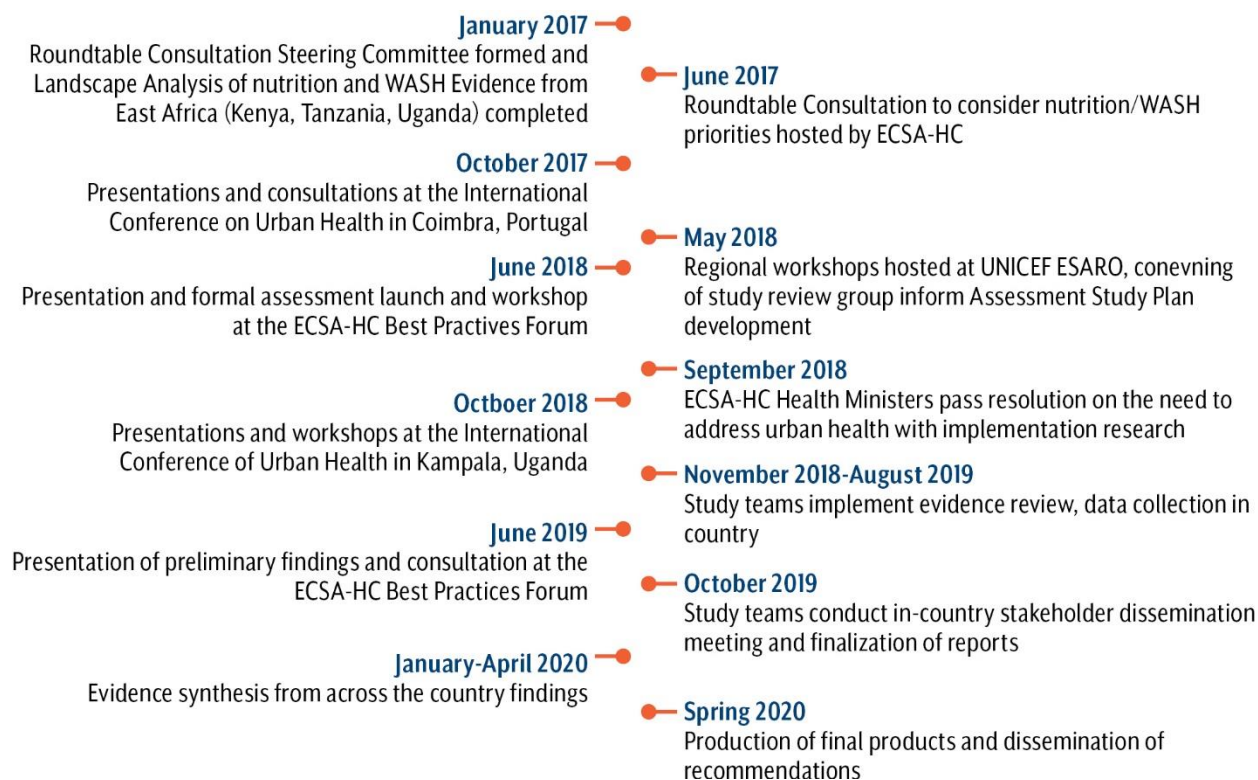 January 2017
Roundtable Consultation Steering Committee formed and
Landscape Analysis of nutrition and WASH Evidence from
East Africa (Kenya, Tanzania, Uganda) completed
June 2017
Roundtable Consultation to consider nutrition/WASH
priorities hosted by ECSA-HC
October 2017
Presentations and consultations at the International
Conference on Urban Health in Coimbra, Portugal
May 2018
Regional workshops hosted at UNICEF ESARO, conevning
of study review group inform Assessment Study Plan
development
June 2018
Presentation and formal assessment launch and workshop
at the ECSA-HC Best Practives Forum
September 2018
ECSA-HC Health Ministers pass resolution on the need to
address urban health with implementation research
Octboer 2018
Presentations and workshops at the International
Conference of Urban Health in Kampala, Uganda
November 2018-August 2019
Study teams implement evidence review, data collection in
country
June 2019
Presentation of preliminary findings and consultation at the
ECSA-HC Best Practices Forum
October 2019
Study teams conduct in-country stakeholder dissemination
meeting and finalization of reports
January-April 2020
Evidence synthesis from across the country findings
Spring 2020
Production of final products and dissemination of
recommendations